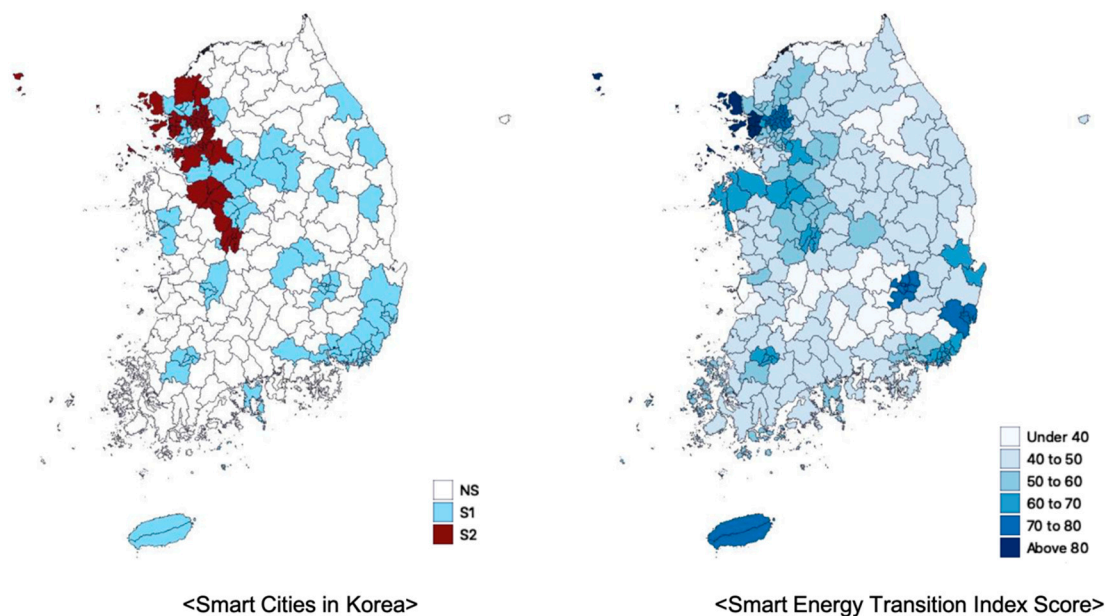 NS
S1
S2
<Smart Cities in Korea>
Under 40
40 to 50
50 to 60
60 to 70
70 to 80
Above 80
<Smart Energy Transition Index Score>